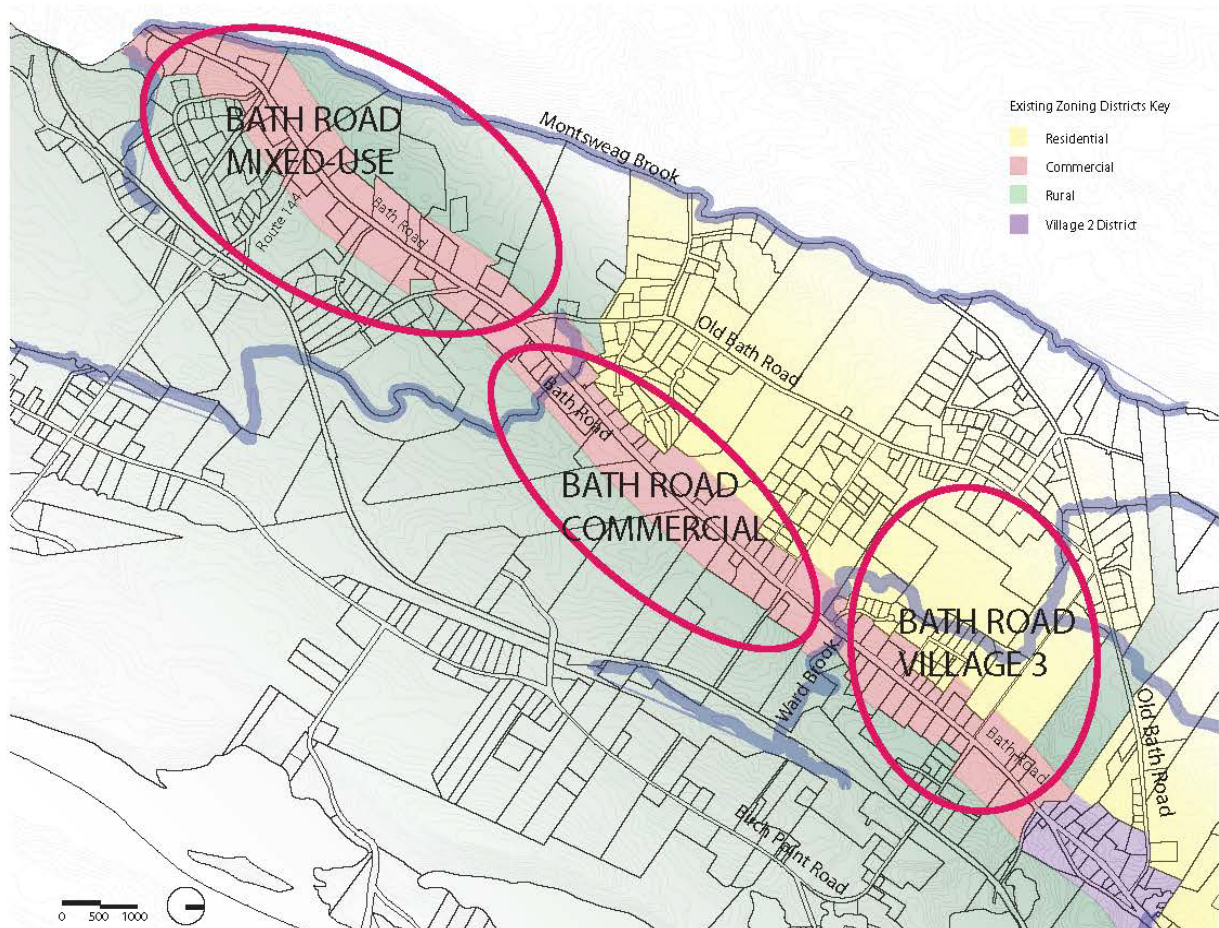 BATH ROAD
MIXED-USE
Montsweag Brook
Existing Zoning Districts Key
Residential
Commercial
Rural
Village 2 District
Route 144
Bath Road
Old Bath Road
Bath Road
BATH ROAD
COMMERCIAL
BATH ROAD
VILLAGE 3
Ward Brook
Bath Road
Old Bath Road
Birch Point Road
0 500 1000